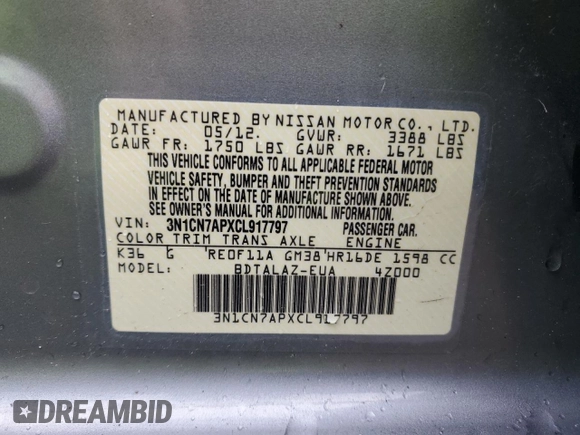 MANUFACTURED BY NISSAN MOTOR CO., LTD.
DATE: 05/12. GVWR: 3388 LBS
GAWR FR: 1750 LBS GAWR RR: 1671 LBS
THIS VEHICLE CONFORMS TO ALL APPLICABLE FEDERAL MOTOR
VEHICLE SAFETY, BUMPER AND THEFT PREVENTION STANDARDS
IN EFFECT ON THE DATE OF MANUFACTURE SHOWN ABOVE.
SEE OWNER'S MANUAL FOR ADDITIONAL INFORMATION.
VIN: 3N1CN7APXCL917797 PASSENGER CAR.
COLOR TRIM TRANS AXLE ENGINE
K36 G 'RE0F11A GM38'HR16DE 1598 CC
MODEL: BDTALAZ-EUA 4Z000
3N1CN7APXCL917797
DREAMBID